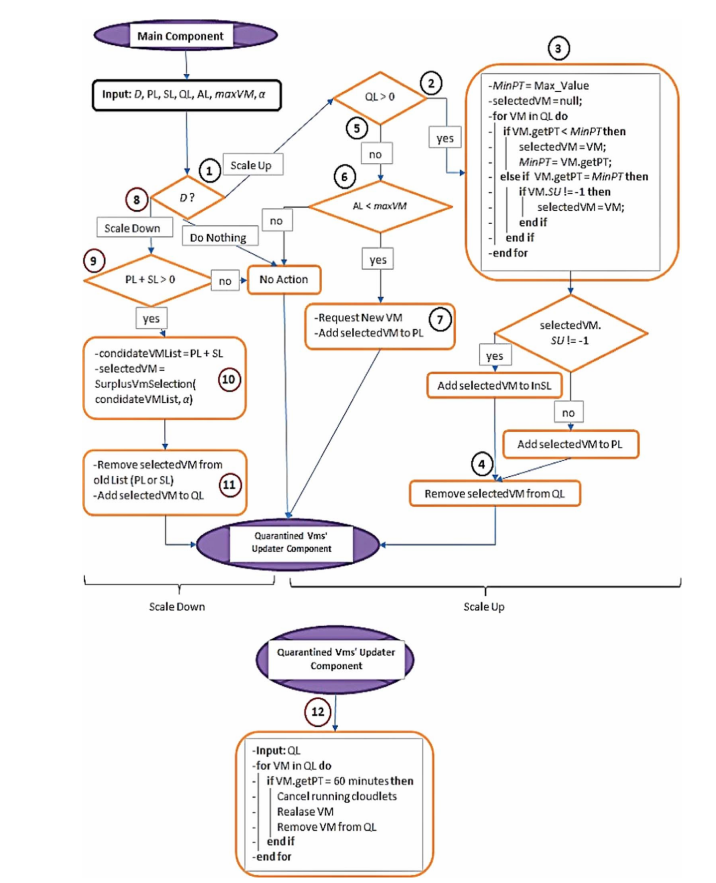 Main Component
Input: D, PL, SL, QL, AL, maxVM, α
1
D ?
Scale Up
8
Scale Down
Do Nothing
9
PL + SL > 0
no
No Action
yes
-condidateVMList = PL + SL
-selectedVM =
SurplusVmSelection(
condidateVMList, α)
10
-Remove selectedVM from
old List (PL or SL)
-Add selectedVM to QL
11
2
QL > 0
yes
5
no
6
AL < maxVM
no
yes
-Request New VM
-Add selectedVM to PL
7
3
-MinPT = Max_Value
-selectedVM = null;
-for VM in QL do
- if VM.getPT < MinPT then
- selectedVM = VM;
- MinPT = VM.getPT;
- else if VM.getPT = MinPT then
- if VM.SU != -1 then
- selectedVM = VM;
- end if
- end if
-end for
selectedVM.
SU != -1
yes
Add selectedVM to InSL
no
Add selectedVM to PL
4
Remove selectedVM from QL
Quarantined Vms'
Updater Component
Scale Down
Scale Up
Quarantined Vms' Updater
Component
12
-Input: QL
-for VM in QL do
- if VM.getPT = 60 minutes then
- Cancel running cloudlets
- Realase VM
- Remove VM from QL
- end if
-end for